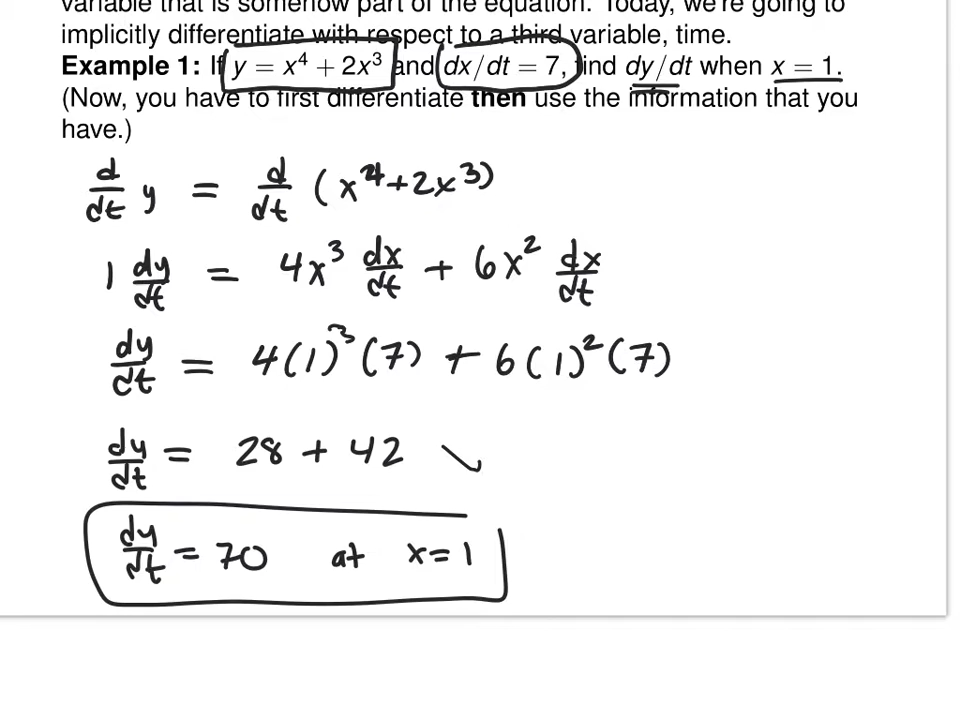 variable that is somehow part of the equation. Today, we're going to
implicitly differentiate with respect to a third variable, time.
Example 1: If y = x⁴ + 2x³ and dx/dt = 7, find dy/dt when x = 1.
(Now, you have to first differentiate then use the information that you
have.)
d/dt y = d/dt (x⁴+2x³)
1 dy/dt = 4x³ dx/dt + 6x² dx/dt
dy/dt = 4(1)³(7) + 6(1)²(7)
dy/dt = 28 + 42
dy/dt = 70 at x=1